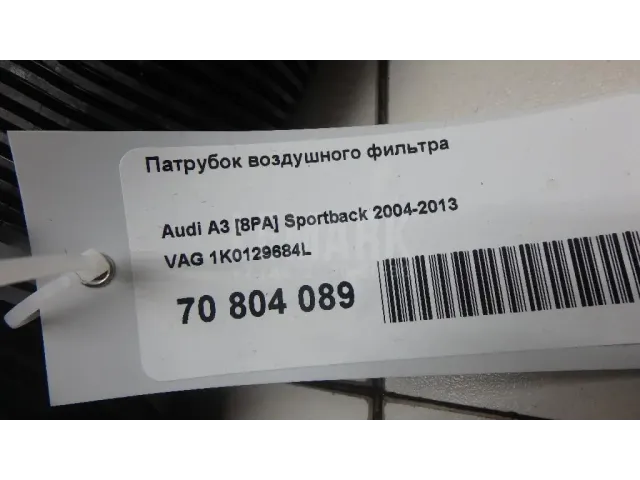 Патрубок воздушного фильтра
Audi A3 [8PA] Sportback 2004-2013
VAG 1K0129684L
70 804 089